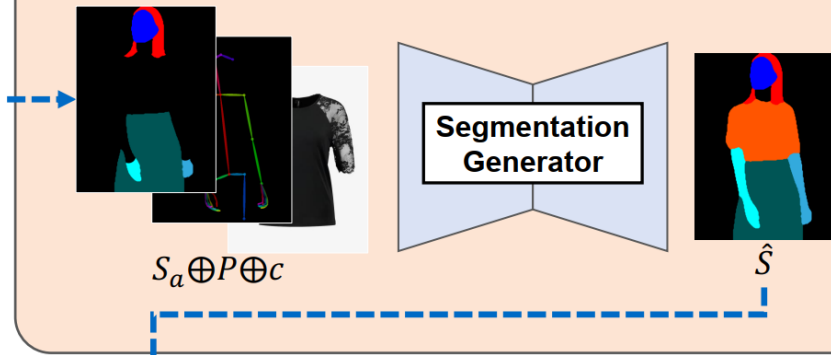 Segmentation
Generator
S_a⊕P⊕c
Ŝ